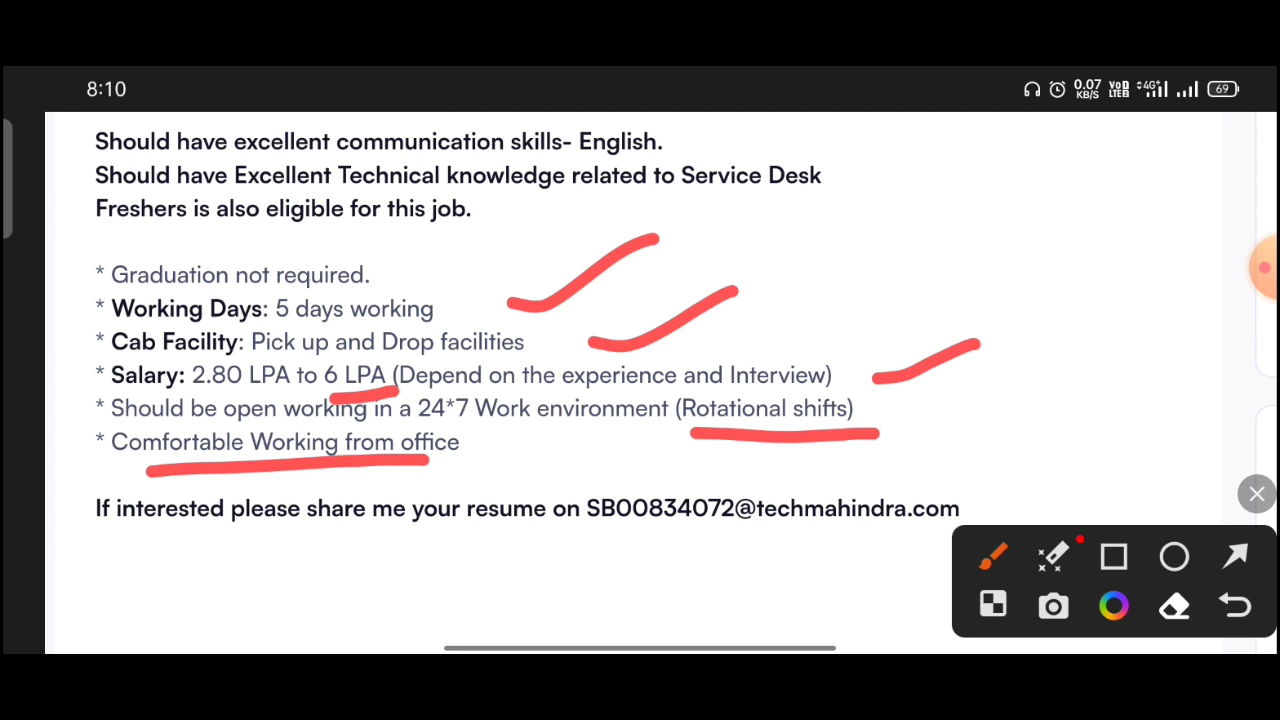 8:10
0.07 KB/S VoD LTE2 4G+ 69
Should have excellent communication skills- English.
Should have Excellent Technical knowledge related to Service Desk
Freshers is also eligible for this job.
* Graduation not required.
* Working Days: 5 days working
* Cab Facility: Pick up and Drop facilities
* Salary: 2.80 LPA to 6 LPA (Depend on the experience and Interview)
* Should be open working in a 24*7 Work environment (Rotational shifts)
* Comfortable Working from office
If interested please share me your resume on SB00834072@techmahindra.com